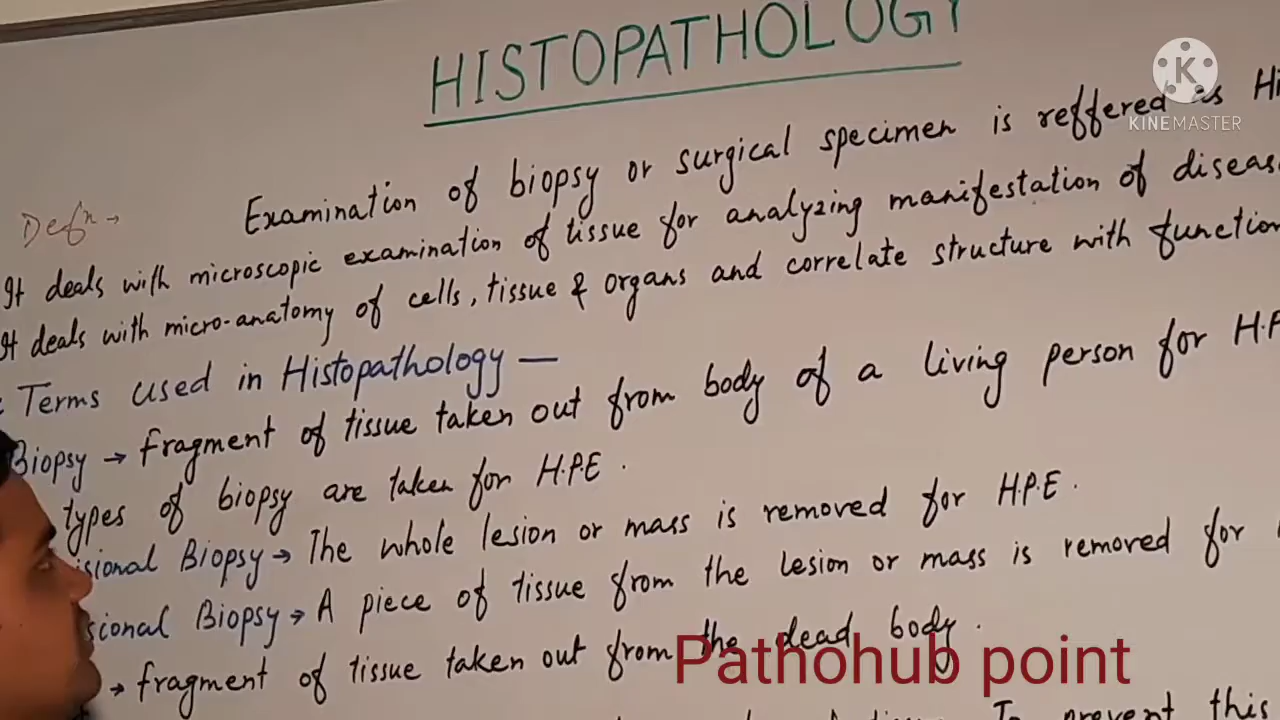 HISTOPATHOLOGY
K
KINEMASTER
Defⁿ → Examination of biopsy or surgical specimen is reffered as Hi
It deals with microscopic examination of tissue for analyzing manifestation of diseas
It deals with micro-anatomy of cells, tissue & organs and correlate structure with function
Terms used in Histopathology —
Biopsy → fragment of tissue taken out from body of a living person for H.P
types of biopsy are taken for H.P.E.
isional Biopsy → The whole lesion or mass is removed for H.P.E.
sional Biopsy → A piece of tissue from the lesion or mass is removed for
→ fragment of tissue taken out from the dead body.
Pathohub point
To prevent this